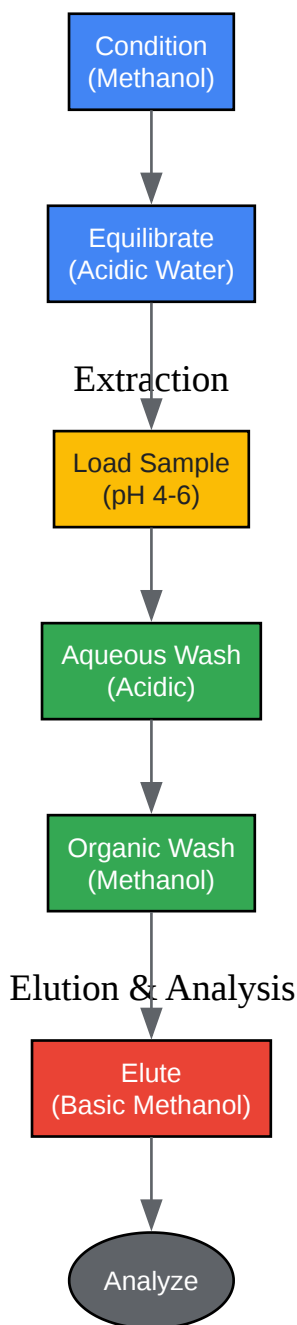 Condition
(Methanol)
Equilibrate
(Acidic Water)
Extraction
Load Sample
(pH 4-6)
Aqueous Wash
(Acidic)
Organic Wash
(Methanol)
Elution & Analysis
Elute
(Basic Methanol)
Analyze